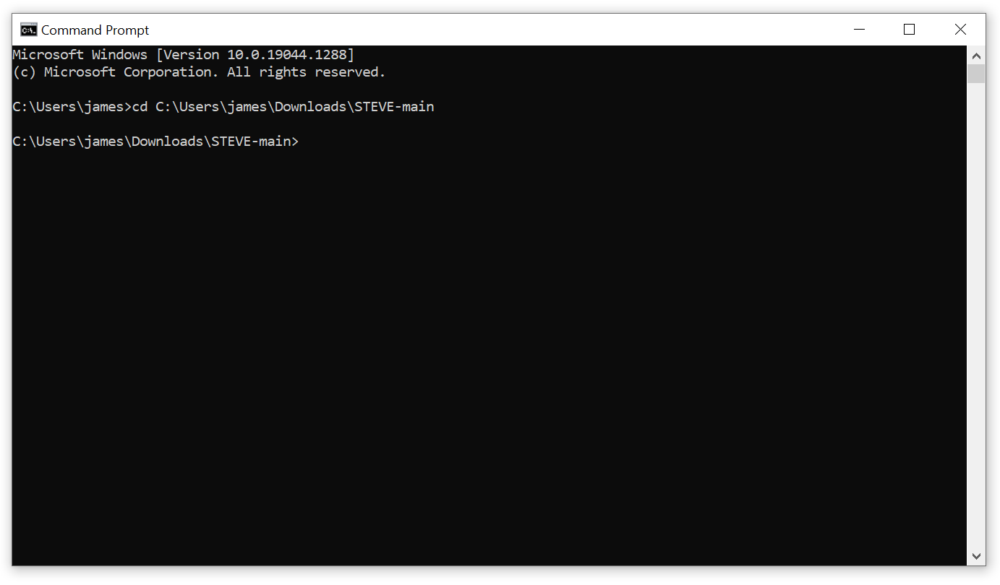 Command Prompt
Microsoft Windows [Version 10.0.19044.1288]
(c) Microsoft Corporation. All rights reserved.
C:\Users\james>cd C:\Users\james\Downloads\STEVE-main
C:\Users\james\Downloads\STEVE-main>